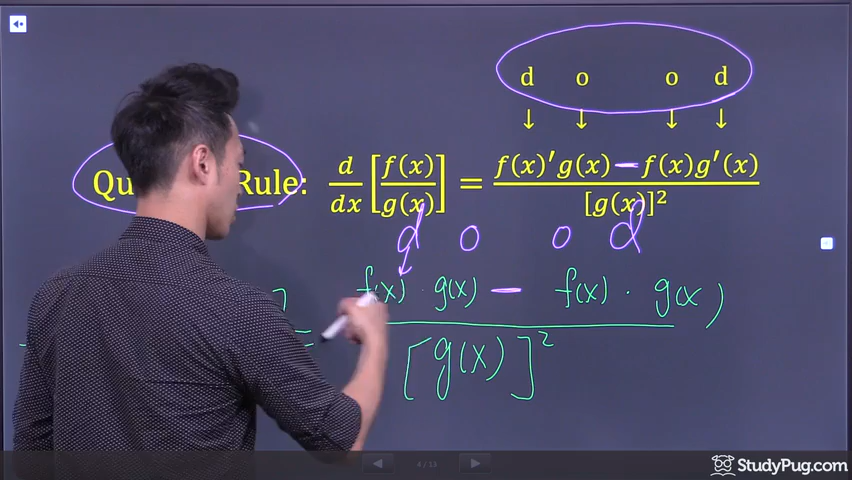 d o o d
↓ ↓ ↓ ↓
Qu Rule: d/dx [f(x)/g(x)] = f(x)'g(x) − f(x)g'(x) / [g(x)]²
d o o d
= f(x) · g(x) − f(x) · g(x)
[g(x)]²
4 / 13
StudyPug.com